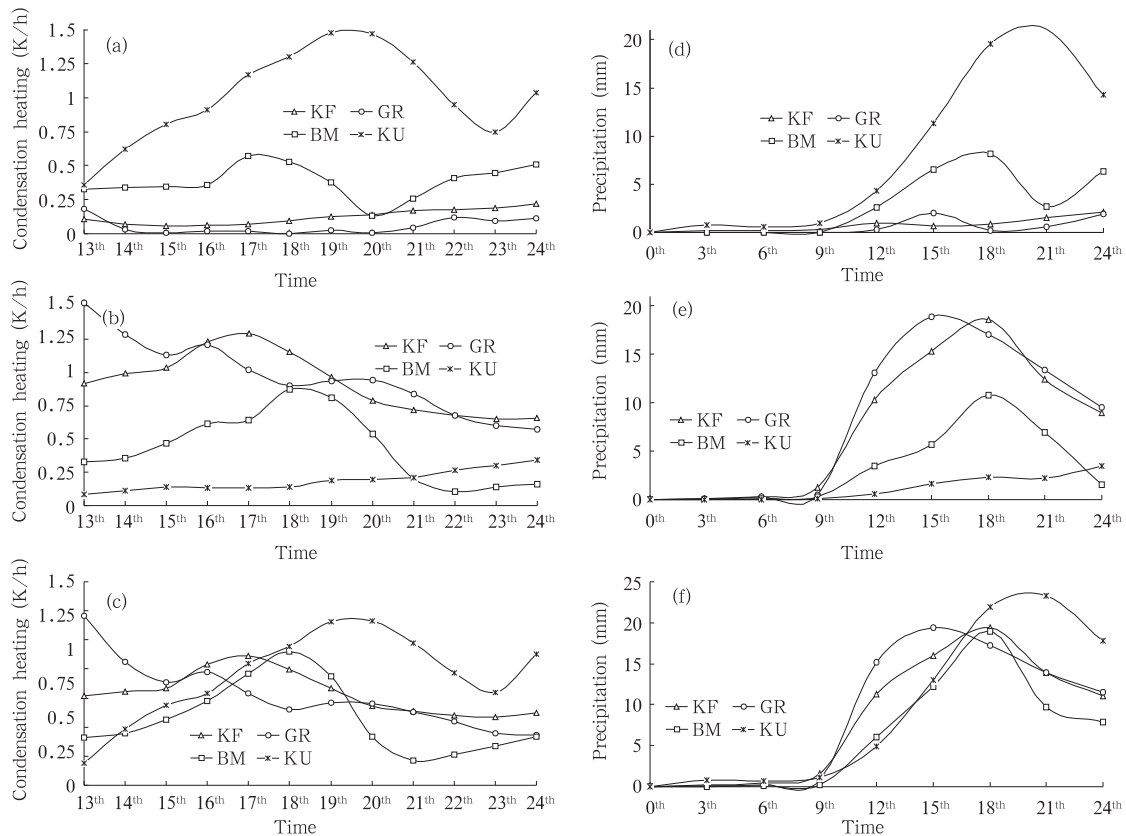 (a)
Condensation heating (K/h)
1.5
1.25
1
0.75
0.5
0.25
0
KF GR
BM KU
13th 14th 15th 16th 17th 18th 19th 20th 21th 22th 23th 24th
Time
(d)
Precipitation (mm)
20
15
10
5
0
KF GR
BM KU
0th 3th 6th 9th 12th 15th 18th 21th 24th
Time
(b)
Condensation heating (K/h)
1.5
1.25
1
0.75
0.5
0.25
0
KF GR
BM KU
13th 14th 15th 16th 17th 18th 19th 20th 21th 22th 23th 24th
Time
(e)
Precipitation (mm)
20
15
10
5
0
KF GR
BM KU
0th 3th 6th 9th 12th 15th 18th 21th 24th
Time
(c)
Condensation heating (K/h)
1.5
1.25
1
0.75
0.5
0.25
0
KF GR
BM KU
13th 14th 15th 16th 17th 18th 19th 20th 21th 22th 23th 24th
Time
(f)
Precipitation (mm)
25
20
15
10
5
0
KF GR
BM KU
0th 3th 6th 9th 12th 15th 18th 21th 24th
Time